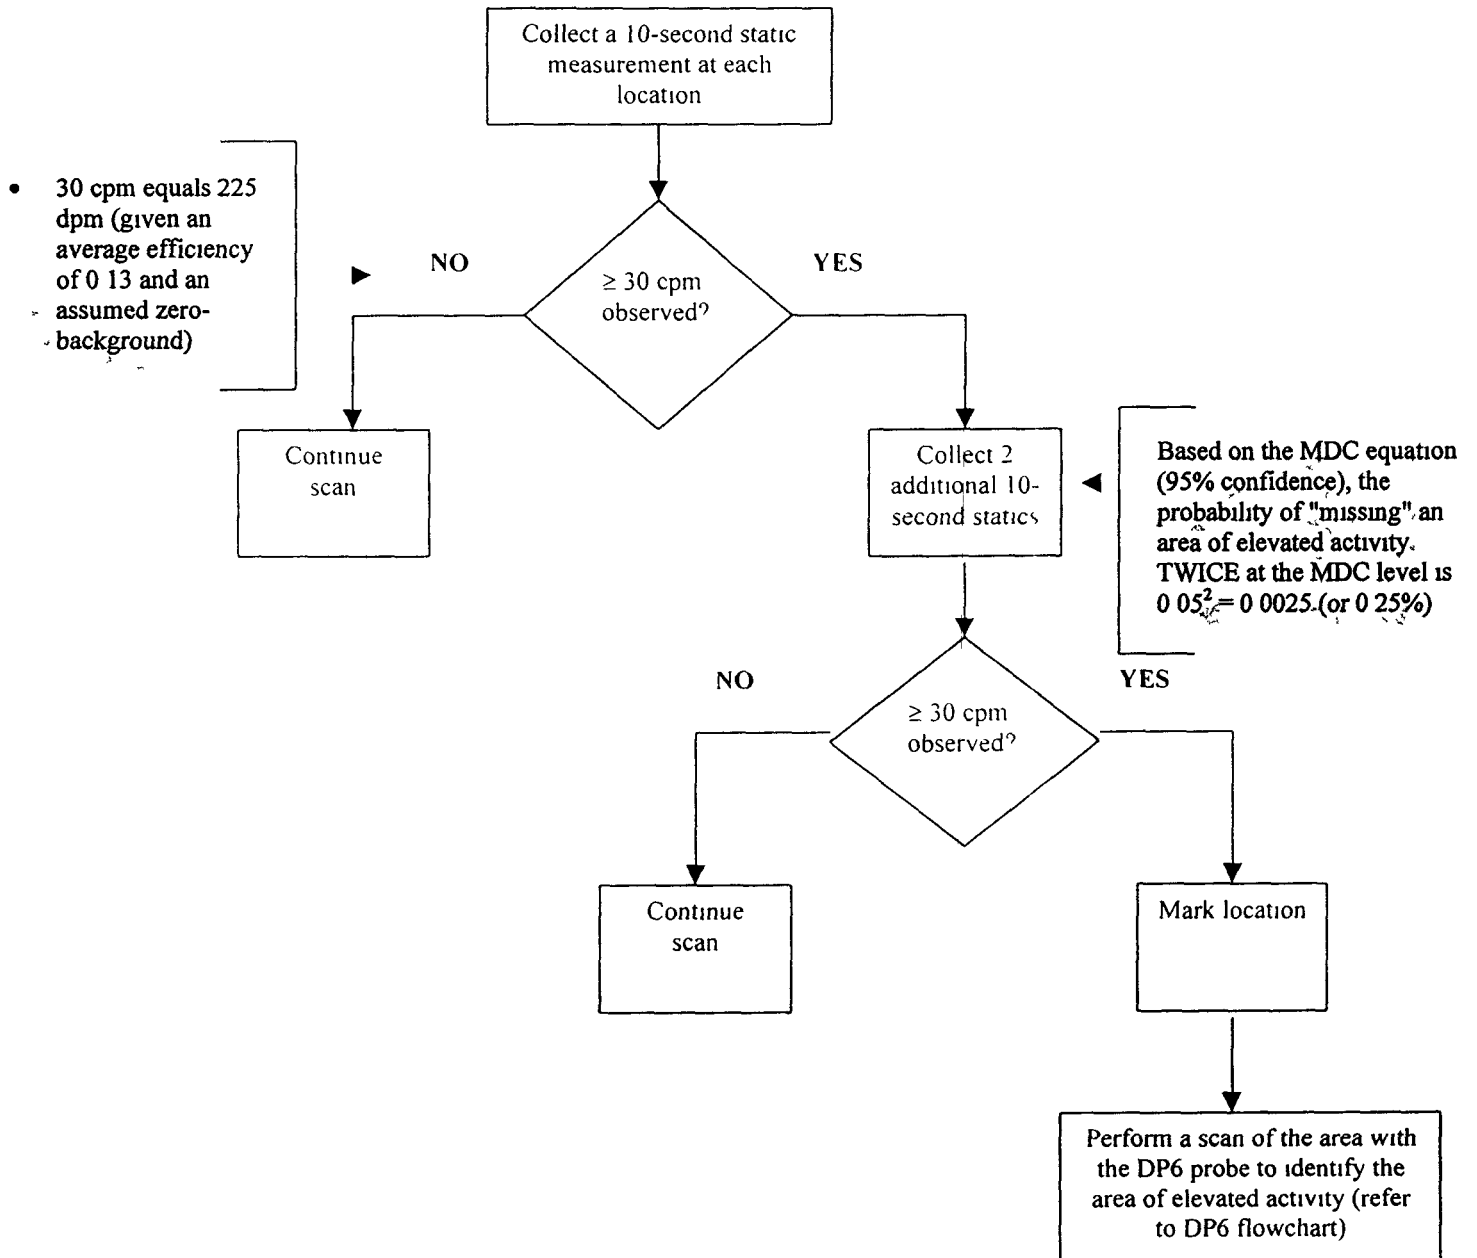 Collect a 10-second static
measurement at each
location
• 30 cpm equals 225
dpm (given an
average efficiency
of 0 13 and an
assumed zero-
background)
NO
YES
≥ 30 cpm
observed?
Continue
scan
Collect 2
additional 10-
second statics
Based on the MDC equation
(95% confidence), the
probability of "missing" an
area of elevated activity
TWICE at the MDC level is
0 05² = 0 0025 (or 0 25%)
NO
YES
≥ 30 cpm
observed?
Continue
scan
Mark location
Perform a scan of the area with
the DP6 probe to identify the
area of elevated activity (refer
to DP6 flowchart)